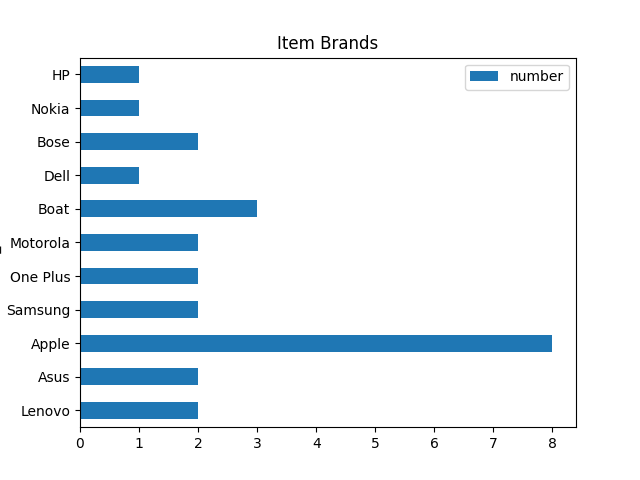 Item Brands
number
HP
Nokia
Bose
Dell
Boat
Motorola
One Plus
Samsung
Apple
Asus
Lenovo
0 1 2 3 4 5 6 7 8